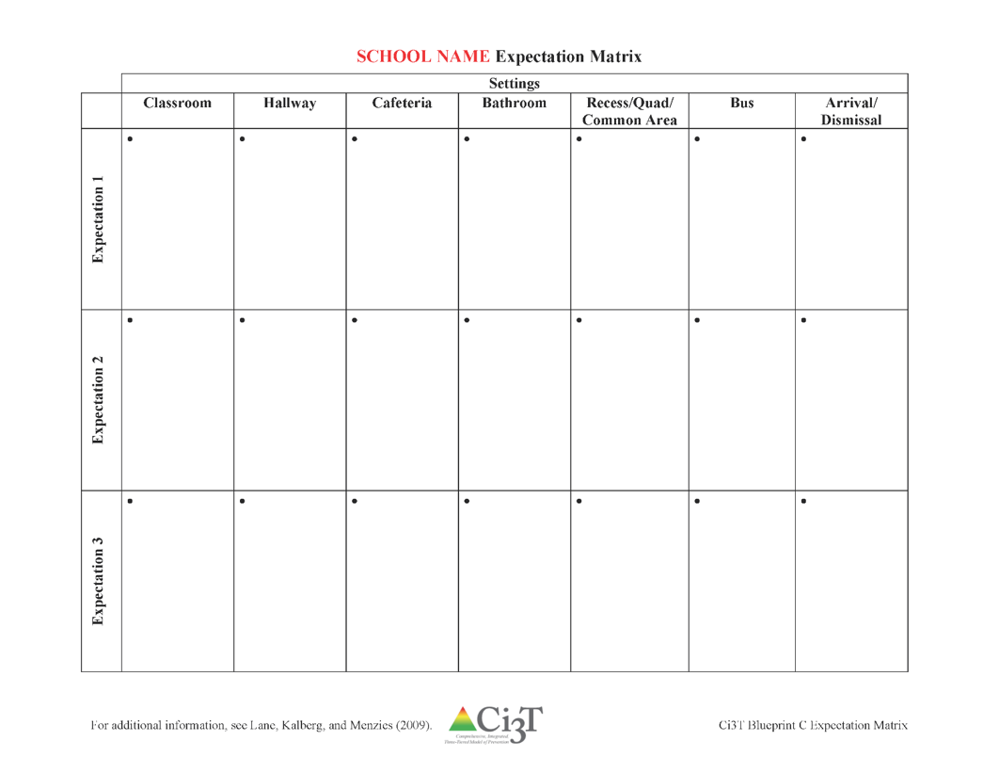 SCHOOL NAME Expectation Matrix
Settings
Classroom Hallway Cafeteria Bathroom Recess/Quad/ Bus Arrival/
Common Area Dismissal
Expectation 1
Expectation 2
Expectation 3
For additional information, see Lane, Kalberg, and Menzies (2009).
Ci3T
Comprehensive, Integrated
Three-Tiered Model of Prevention
Ci3T Blueprint C Expectation Matrix